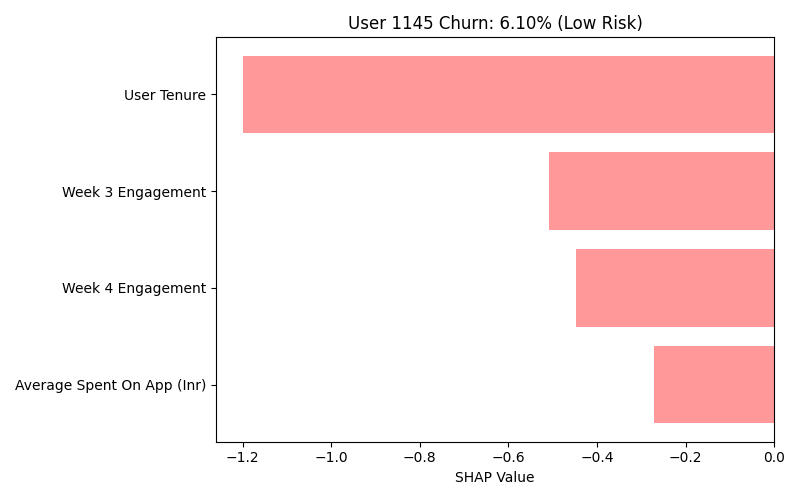 User 1145 Churn: 6.10% (Low Risk)
User Tenure
Week 3 Engagement
Week 4 Engagement
Average Spent On App (Inr)
−1.2 −1.0 −0.8 −0.6 −0.4 −0.2 0.0
SHAP Value